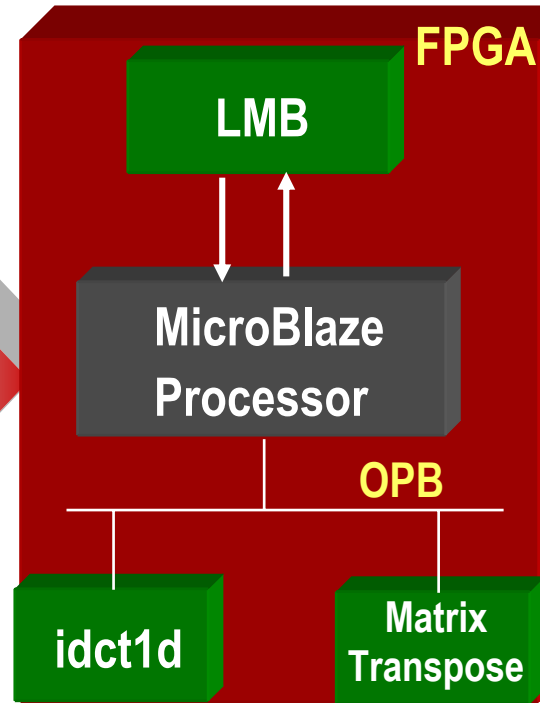 FPGA
LMB
MicroBlaze
Processor
OPB
idct1d
Matrix
Transpose